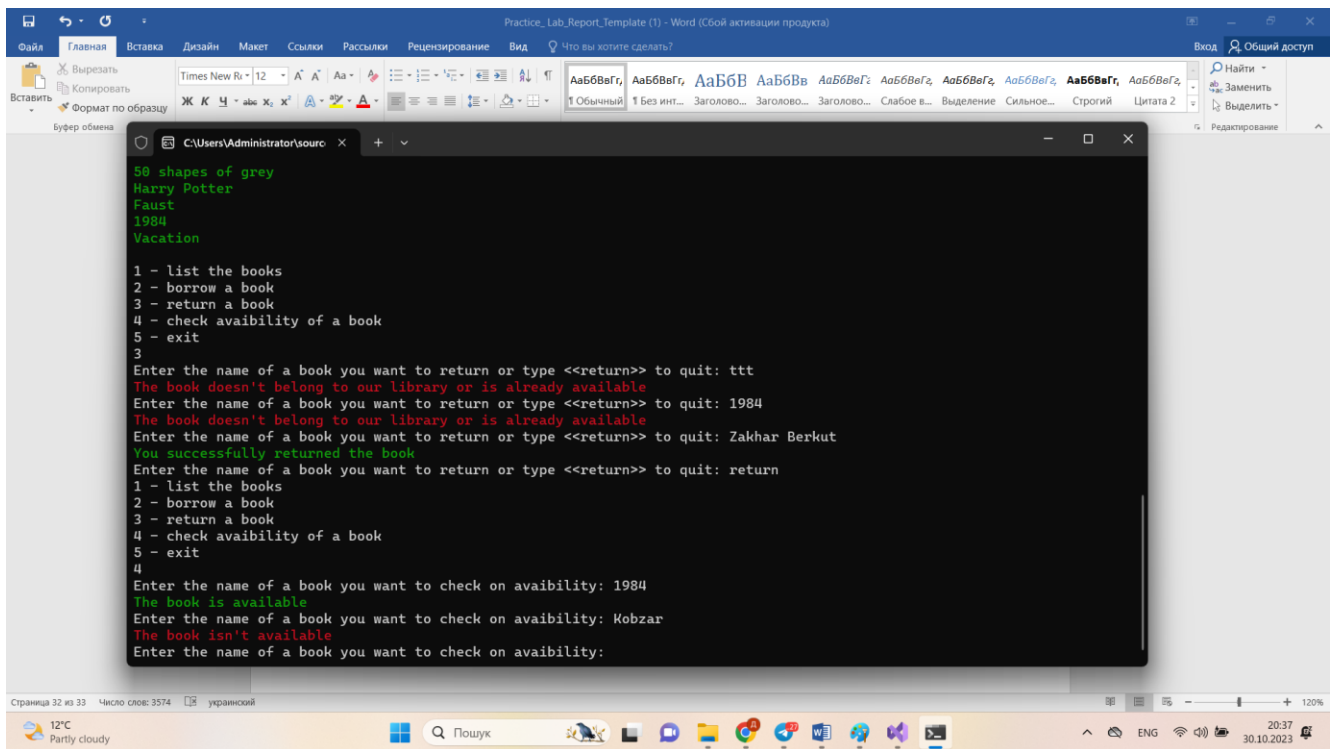 Practice_ Lab_Report_Template (1) - Word (Сбой активации продукта)
Файл Главная Вставка Дизайн Макет Ссылки Рассылки Рецензирование Вид Что вы хотите сделать? Вход Общий доступ
Вырезать
Копировать
Формат по образцу
Вставить
Буфер обмена
Times New Ro 12
Ж К Ч abc x₂ x²
АаБбВвГг, АаБбВвГг, АаБбВ АаБбВв АаБбВвГг АаБбВвГг, АаБбВвГг, АаБбВвГг, АаБбВвГг, АаБбВвГг,
¶ Обычный ¶ Без инт... Заголово... Заголово... Заголово... Слабое в... Выделение Сильное... Строгий Цитата 2
Найти
Заменить
Выделить
Редактирование
C:\Users\Administrator\sourc
50 shapes of grey
Harry Potter
Faust
1984
Vacation
1 - list the books
2 - borrow a book
3 - return a book
4 - check avaibility of a book
5 - exit
3
Enter the name of a book you want to return or type <<return>> to quit: ttt
The book doesn't belong to our library or is already available
Enter the name of a book you want to return or type <<return>> to quit: 1984
The book doesn't belong to our library or is already available
Enter the name of a book you want to return or type <<return>> to quit: Zakhar Berkut
You successfully returned the book
Enter the name of a book you want to return or type <<return>> to quit: return
1 - list the books
2 - borrow a book
3 - return a book
4 - check avaibility of a book
5 - exit
4
Enter the name of a book you want to check on avaibility: 1984
The book is available
Enter the name of a book you want to check on avaibility: Kobzar
The book isn't available
Enter the name of a book you want to check on avaibility:
Страница 32 из 33 Число слов: 3574 украинский 120%
12°C
Partly cloudy
Пошук
ENG
20:37
30.10.2023